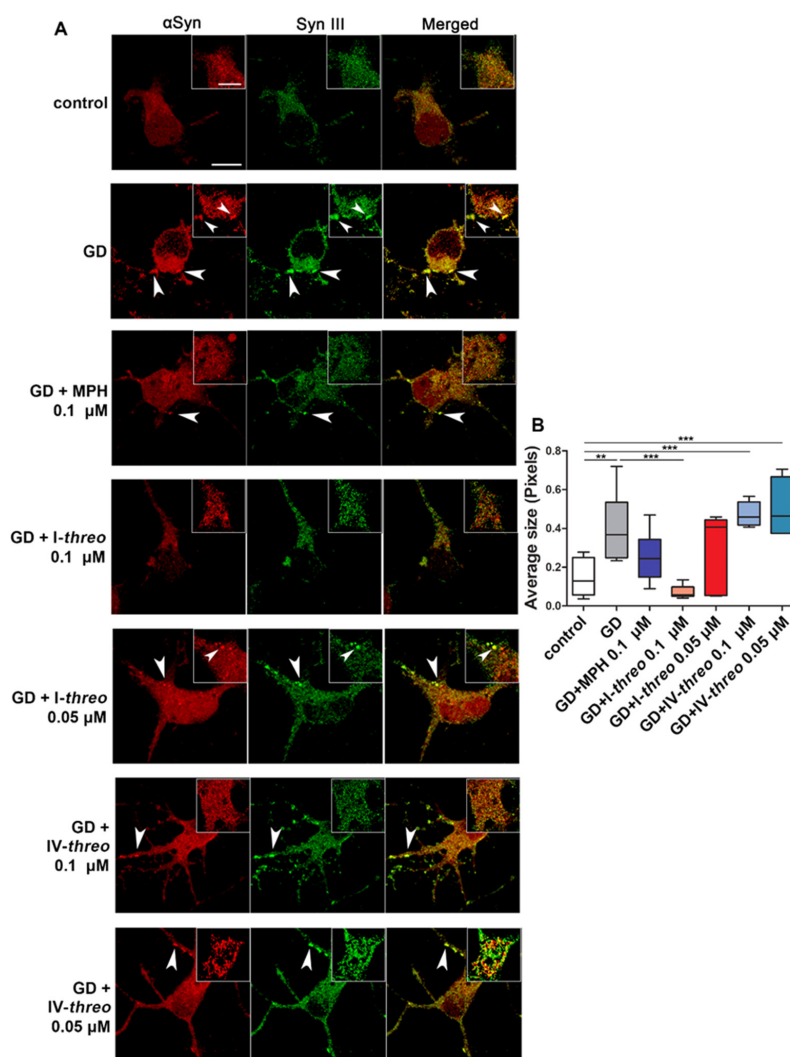 A
αSyn
Syn III
Merged
control
GD
GD + MPH
0.1 µM
GD + I-threo
0.1 µM
GD + I-threo
0.05 µM
GD +
IV-threo
0.1 µM
GD +
IV-threo
0.05 µM
B
***
***
**
***
Average size (Pixels)
0.8
0.6
0.4
0.2
0.0
control
GD
GD+MPH 0.1 µM
GD+I-threo 0.1 µM
GD+I-threo 0.05 µM
GD+IV-threo 0.1 µM
GD+IV-threo 0.05 µM